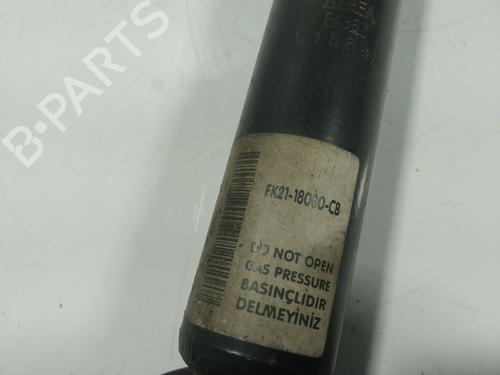 B-PARTS
FK21-18080-CB
DO NOT OPEN
GAS PRESSURE
BASINÇLIDIR
DELMEYİNİZ